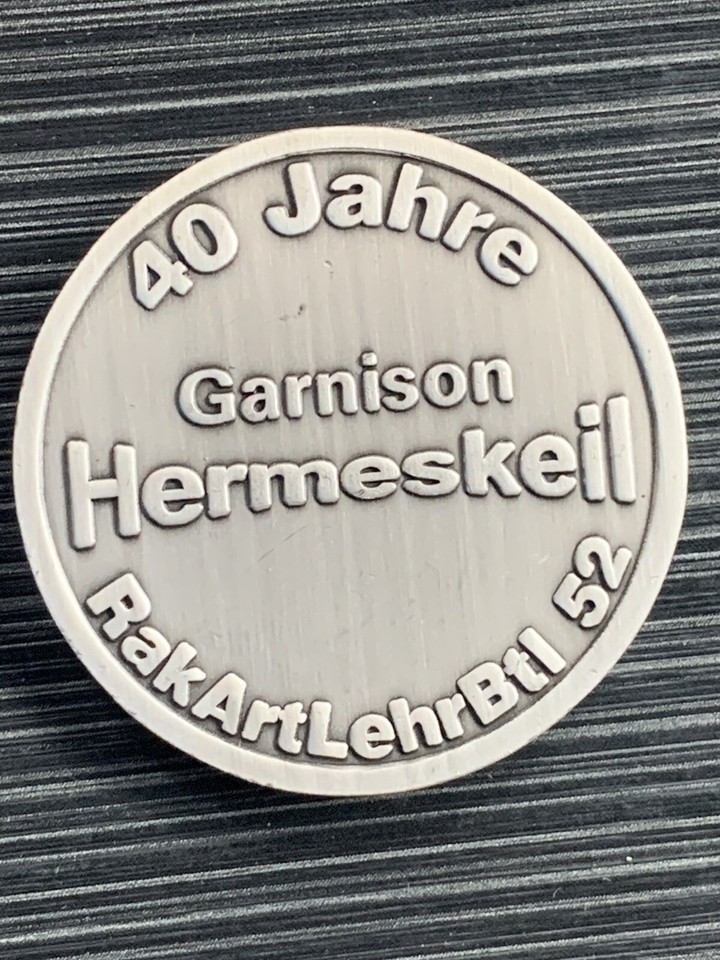 40 Jahre
Garnison
Hermeskeil
RakArtLehrBtl 52